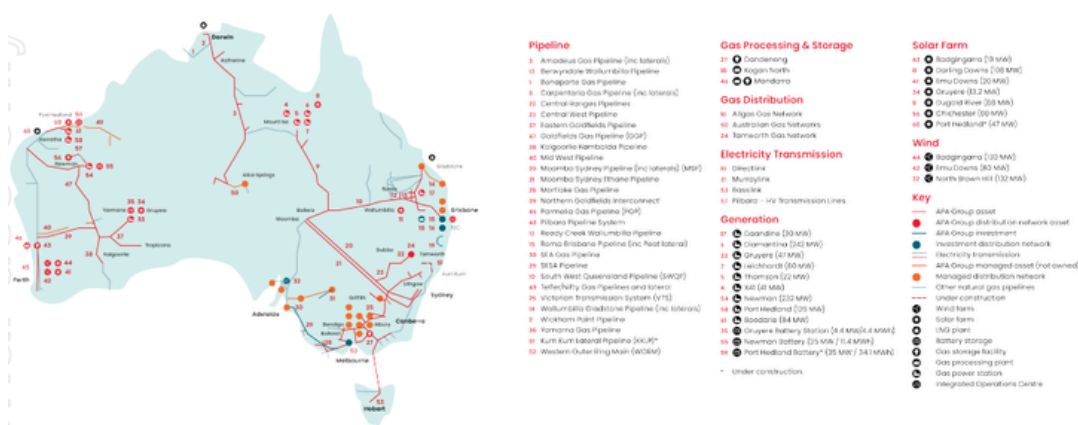 Darwin
Katherine
Port Hedland
Karratha
Newman
Mount Isa
Alice Springs
Gladstone
Yamarna
Gruyere
Tropicana
Kalgoorlie
Perth
Moomba
Ballera
Wallumbilla
Roma
Brisbane
Dubbo
Tamworth
Kurri Kurri
Lithgow
Sydney
Canberra
Adelaide
Griffith
Bendigo
Albury
Ballarat
Melbourne
Hobart
Pipeline
2 Amadeus Gas Pipeline (inc laterals)
13 Berwyndale Wallumbilla Pipeline
1 Bonaparte Gas Pipeline
Carpentaria Gas Pipeline (inc laterals)
22 Central Ranges Pipelines
23 Central West Pipeline
37 Eastern Goldfields Pipeline
47 Goldfields Gas Pipeline (GGP)
38 Kalgoorlie Kambalda Pipeline
40 Mid West Pipeline
20 Moomba Sydney Pipeline (inc laterals) (MSP)
21 Moomba Sydney Ethane Pipeline
Mortlake Gas Pipeline
39 Northern Goldfields Interconnect
Parmelia Gas Pipeline (PGP)
Pilbara Pipeline System
12 Reedy Creek Wallumbilla Pipeline
15 Roma Brisbane Pipeline (inc Peat lateral)
30 SEA Gas Pipeline
29 SESA Pipeline
10 South West Queensland Pipeline (SWQP)
49 Telfer/Nifty Gas Pipelines and lateral
25 Victorian Transmission System (VTS)
14 Wallumbilla Gladstone Pipeline (inc laterals)
3 Wickham Point Pipeline
36 Yamarna Gas Pipeline
51 Kurri Kurri Lateral Pipeline (KKLP)*
52 Western Outer Ring Main (WORM)
Gas Processing & Storage
27 Dandenong
18 Kogan North
46 Mondarra
Gas Distribution
16 Allgas Gas Network
50 Australian Gas Networks
24 Tamworth Gas Network
Electricity Transmission
19 Directlink
31 Murraylink
53 Basslink
57 Pilbara - HV Transmission Lines
Generation
17 Daandine (30 MW)
Diamantina (242 MW)
33 Gruyere (47 MW)
7 Leichhardt (60 MW)
5 Thomson (22 MW)
4 X41 (41 MW)
54 Newman (232 MW)
58 Port Hedland (125 MW)
61 Boodarie (84 MW)
35 Gruyere Battery Station (4.4 MW/4.4 MWh)
55 Newman Battery (35 MW / 11.4 MWh)
59 Port Hedland Battery* (35 MW / 34.1 MWh)
* Under construction.
Solar Farm
43 Badgingarra (19 MW)
11 Darling Downs (108 MW)
41 Emu Downs (20 MW)
34 Gruyere (13.2 MW)
8 Dugald River (88 MW)
56 Chichester (60 MW)
60 Port Hedland* (47 MW)
Wind
44 Badgingarra (130 MW)
42 Emu Downs (80 MW)
32 North Brown Hill (132 MW)
Key
APA Group asset
APA Group distribution network asset
APA Group investment
Investment distribution network
Electricity transmission
APA Group managed asset (not owned)
Managed distribution network
Other natural gas pipelines
Under construction
Wind farm
Solar farm
LNG plant
Battery storage
Gas storage facility
Gas processing plant
Gas power station
Integrated Operations Centre